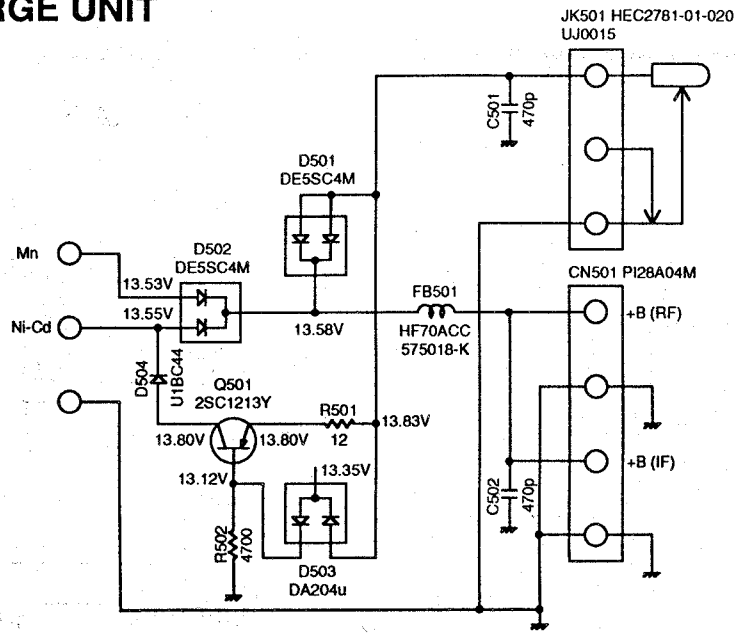 RGE UNIT
JK501 HEC2781-01-020
UJ0015
C501
470p
D501
DE5SC4M
Mn
D502
DE5SC4M
13.53V
13.55V
Ni-Cd
13.58V
FB501
HF70ACC
575018-K
CN501 PI28A04M
+B (RF)
D504
U1BC44
Q501
2SC1213Y
R501
12
13.83V
13.80V
13.80V
13.12V
13.35V
+B (IF)
C502
470p
R502
4700
D503
DA204u